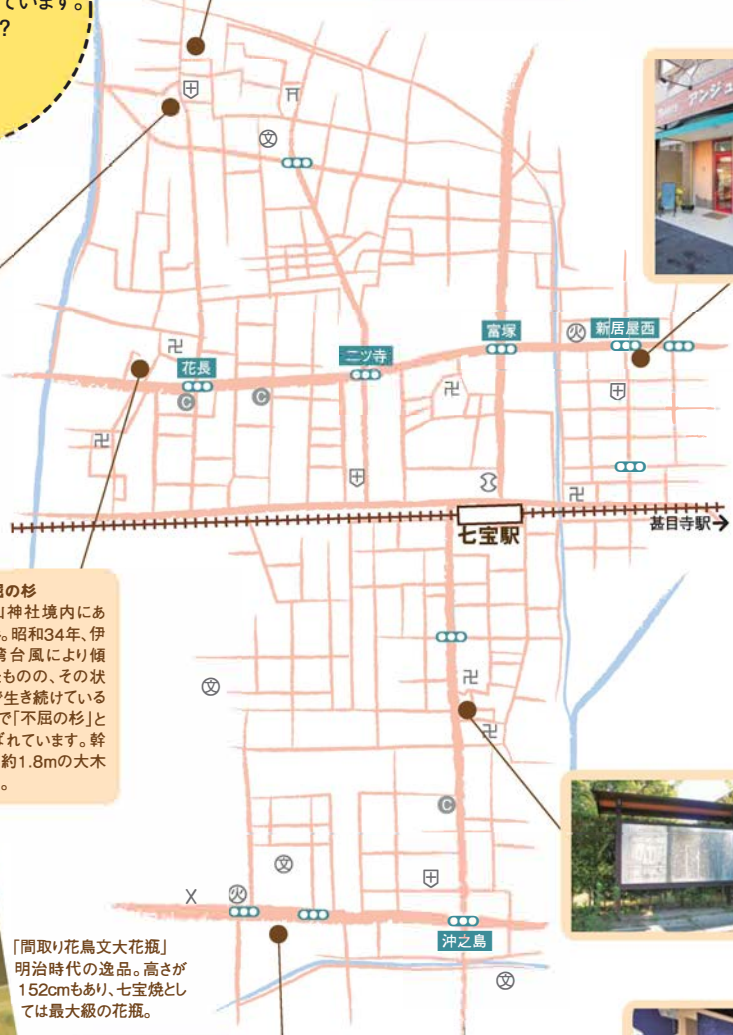 ています。
?
アンジュ
富塚
新居屋西
二ツ寺
花長
七宝駅
甚目寺駅→
屈の杉
山神社境内にあ
。昭和34年、伊
湾台風により傾
ものの、その状
生き続けている
で「不屈の杉」と
ばれています。幹
約1.8mの大木
。
沖之島
「間取り花鳥文大花瓶」
明治時代の逸品。高さが
152cmもあり、七宝焼とし
ては最大級の花瓶。